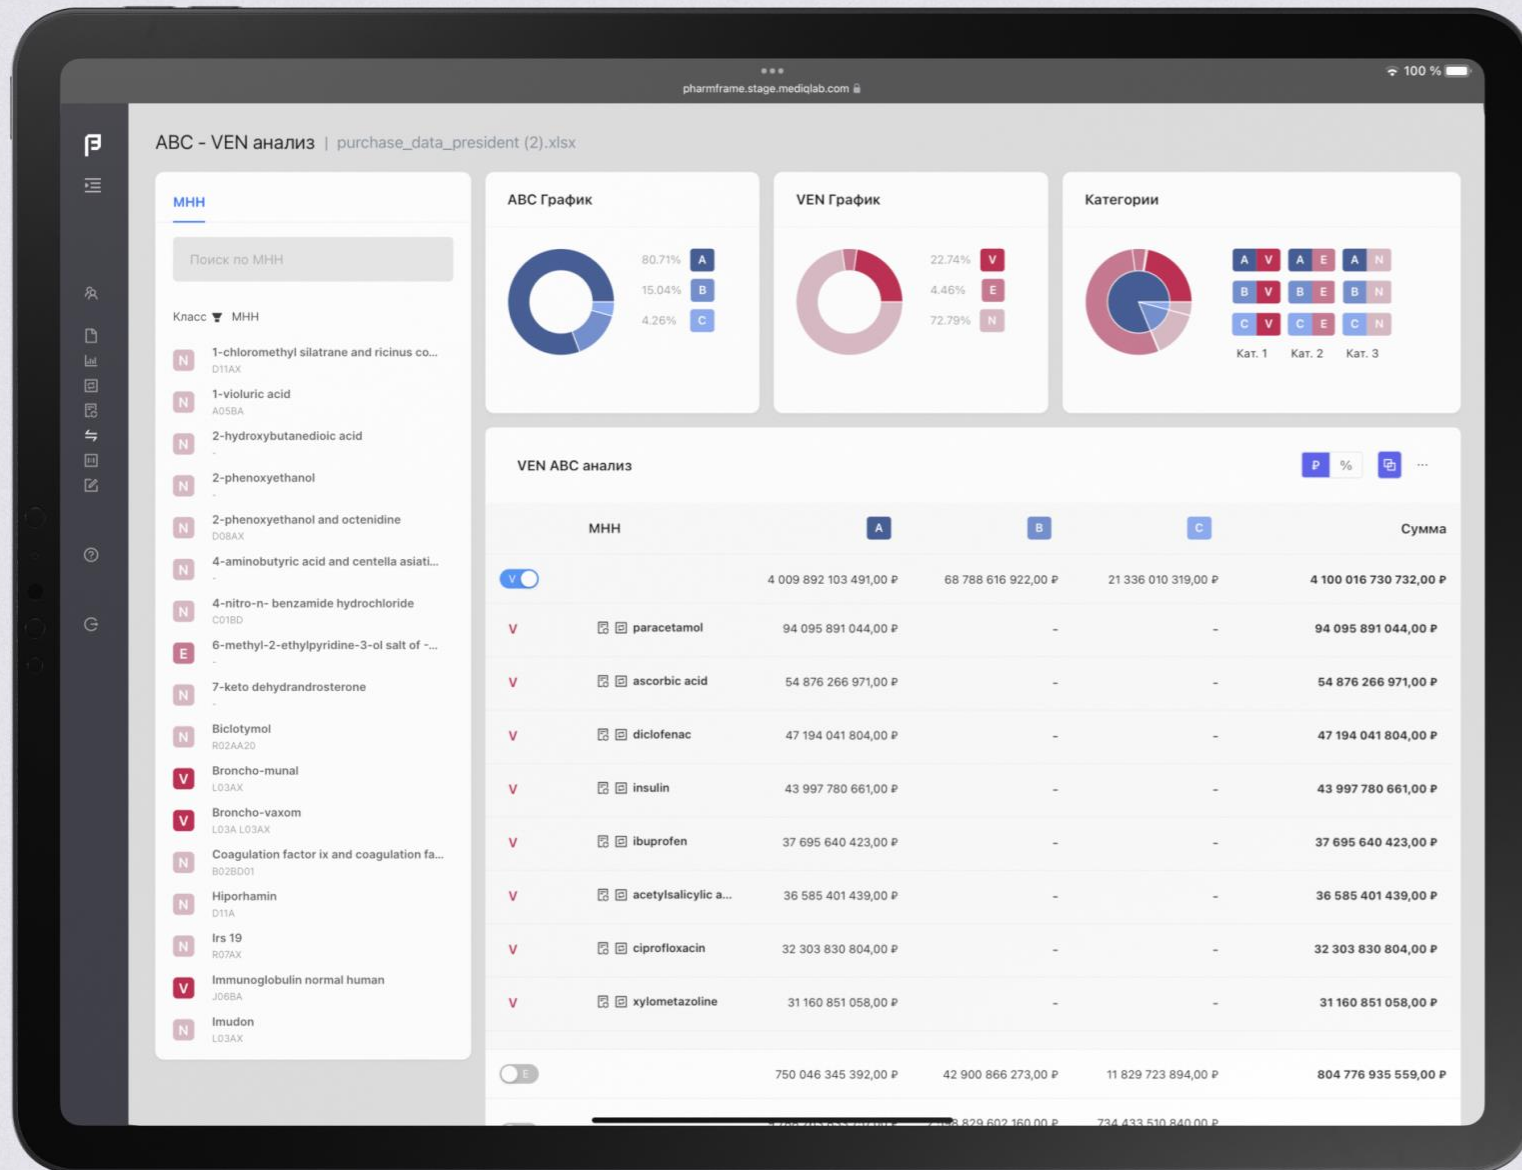 pharmframe.stage.mediqlab.com
100 %
ABC - VEN анализ | purchase_data_president (2).xlsx
МНН
Поиск по МНН
Класс МНН
N 1-chloromethyl silatrane and ricinus co...
D11AX
N 1-violuric acid
A05BA
N 2-hydroxybutanedioic acid
-
N 2-phenoxyethanol
-
N 2-phenoxyethanol and octenidine
D08AX
N 4-aminobutyric acid and centella asiati...
-
N 4-nitro-n- benzamide hydrochloride
C01BD
E 6-methyl-2-ethylpyridine-3-ol salt of -...
-
N 7-keto dehydrandrosterone
-
N Biclotymol
R02AA20
V Broncho-munal
L03AX
V Broncho-vaxom
L03A L03AX
N Coagulation factor ix and coagulation fa...
B02BD01
N Hiporhamin
D11A
N Irs 19
R07AX
V Immunoglobulin normal human
J06BA
N Imudon
L03AX
ABC График
80.71% A
15.04% B
4.26% C
VEN График
22.74% V
4.46% E
72.79% N
Категории
A V A E A N
B V B E B N
C V C E C N
Кат. 1 Кат. 2 Кат. 3
VEN ABC анализ
₽ % ...
МНН A B C Сумма
V 4 009 892 103 491,00 ₽ 68 788 616 922,00 ₽ 21 336 010 319,00 ₽ 4 100 016 730 732,00 ₽
V paracetamol 94 095 891 044,00 ₽ - - 94 095 891 044,00 ₽
V ascorbic acid 54 876 266 971,00 ₽ - - 54 876 266 971,00 ₽
V diclofenac 47 194 041 804,00 ₽ - - 47 194 041 804,00 ₽
V insulin 43 997 780 661,00 ₽ - - 43 997 780 661,00 ₽
V ibuprofen 37 695 640 423,00 ₽ - - 37 695 640 423,00 ₽
V acetylsalicylic a... 36 585 401 439,00 ₽ - - 36 585 401 439,00 ₽
V ciprofloxacin 32 303 830 804,00 ₽ - - 32 303 830 804,00 ₽
V xylometazoline 31 160 851 058,00 ₽ - - 31 160 851 058,00 ₽
E 750 046 345 392,00 ₽ 42 900 866 273,00 ₽ 11 829 723 894,00 ₽ 804 776 935 559,00 ₽
829 602 160,00 ₽ 734 433 510 840,00 ₽